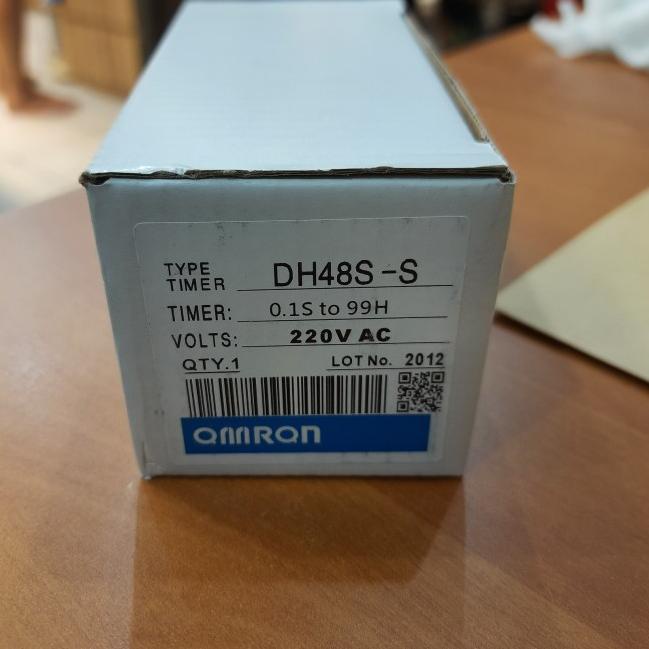 TYPE
TIMER DH48S-S
TIMER: 0.1S to 99H
VOLTS: 220V AC
QTY.1 LOT No. 2012
OMRON